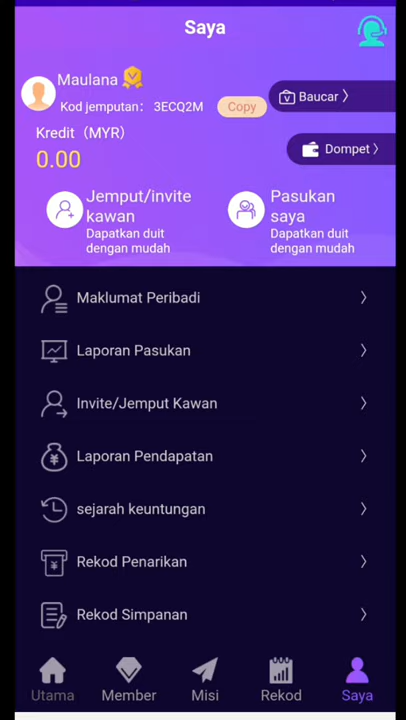 Saya
Maulana
Kod jemputan: 3ECQ2M
Copy
Baucar
Kredit (MYR)
0.00
Dompet
Jemput/invite
kawan
Dapatkan duit
dengan mudah
Pasukan
saya
Dapatkan duit
dengan mudah
Maklumat Peribadi
Laporan Pasukan
Invite/Jemput Kawan
Laporan Pendapatan
sejarah keuntungan
Rekod Penarikan
Rekod Simpanan
Utama
Member
Misi
Rekod
Saya